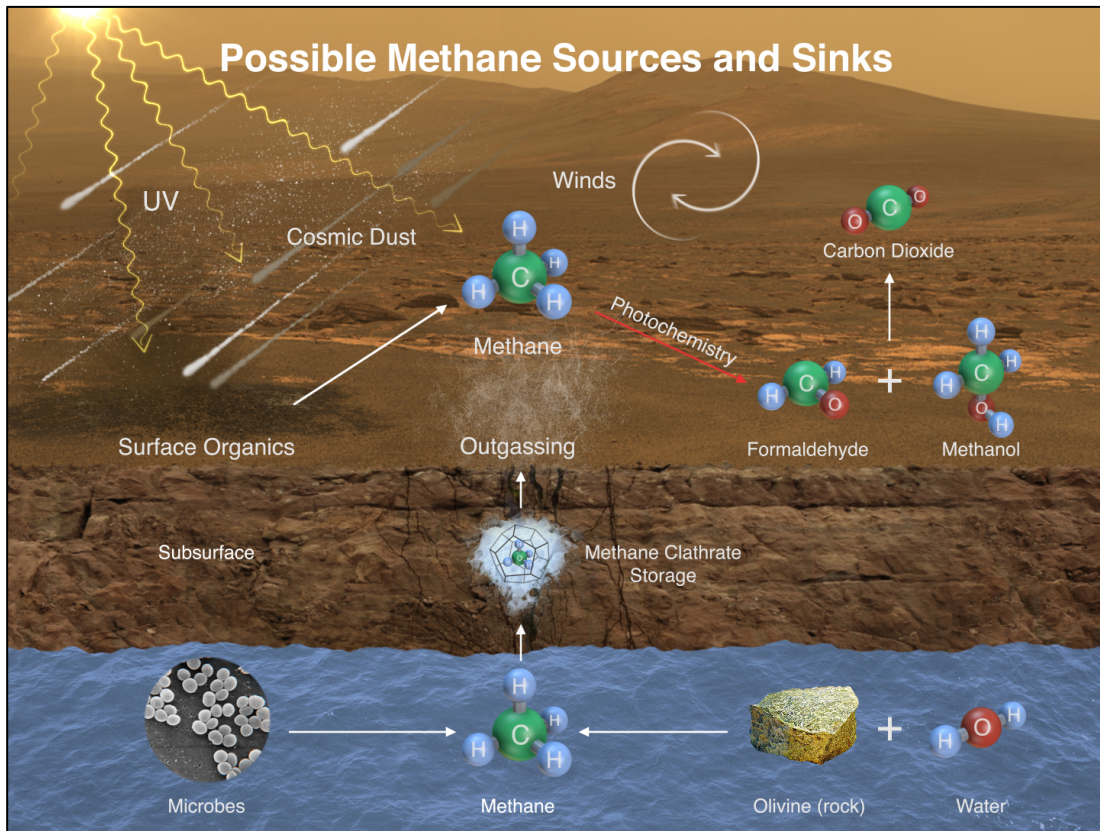 Possible Methane Sources and Sinks
UV
Cosmic Dust
Winds
H
H
H
H
C
Methane
O
C
O
Carbon Dioxide
Photochemistry
H
C
H
O
Formaldehyde
+
H
H
H
C
O
H
Methanol
Surface Organics
Outgassing
Subsurface
C
Methane Clathrate
Storage
H
H
H
H
C
Methane
Microbes
Olivine (rock)
+
H
O
H
Water